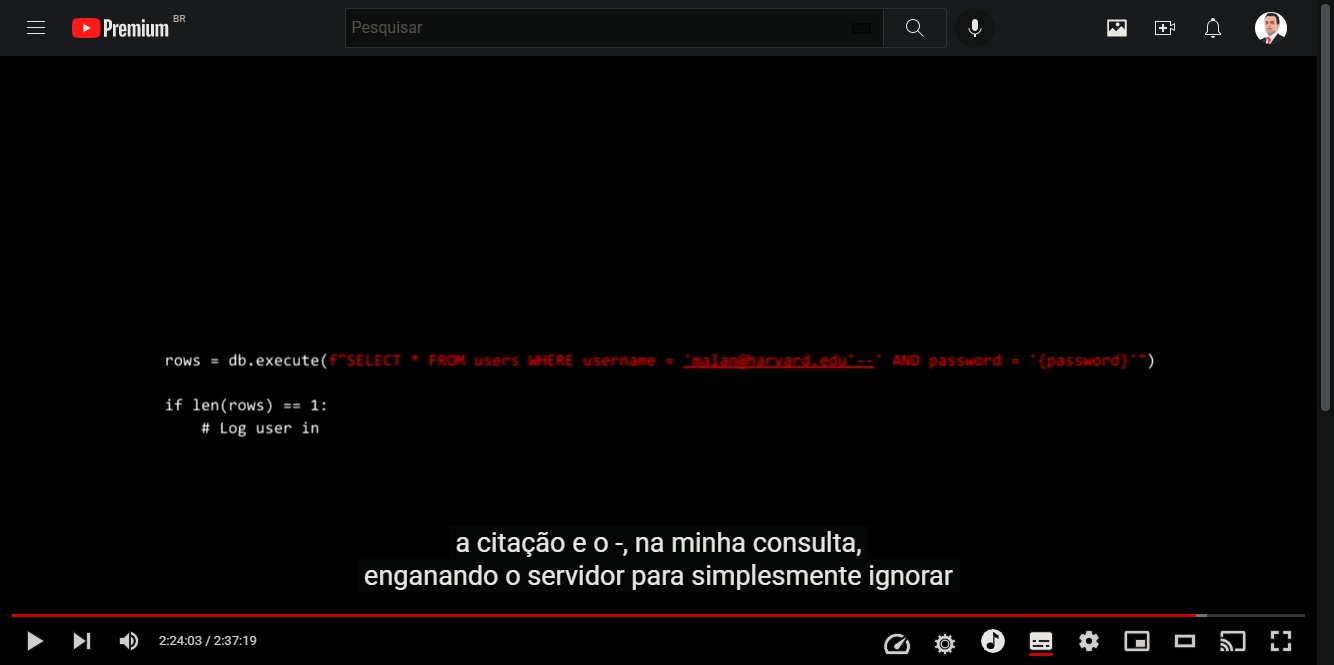 Premium BR
Pesquisar
rows = db.execute(f"SELECT * FROM users WHERE username = 'malan@harvard.edu'--' AND password = '{password}'")
if len(rows) == 1:
# Log user in
a citação e o -, na minha consulta,
enganando o servidor para simplesmente ignorar
2:24:03 / 2:37:19